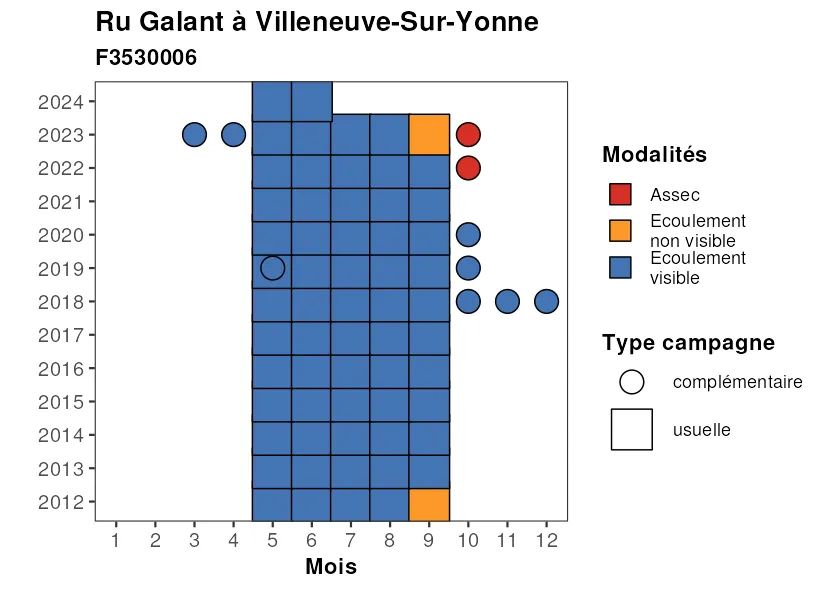 Ru Galant à Villeneuve-Sur-Yonne
F3530006
2024
2023
2022
2021
2020
2019
2018
2017
2016
2015
2014
2013
2012
1 2 3 4 5 6 7 8 9 10 11 12
Mois
Modalités
Assec
Ecoulement
non visible
Ecoulement
visible
Type campagne
complémentaire
usuelle